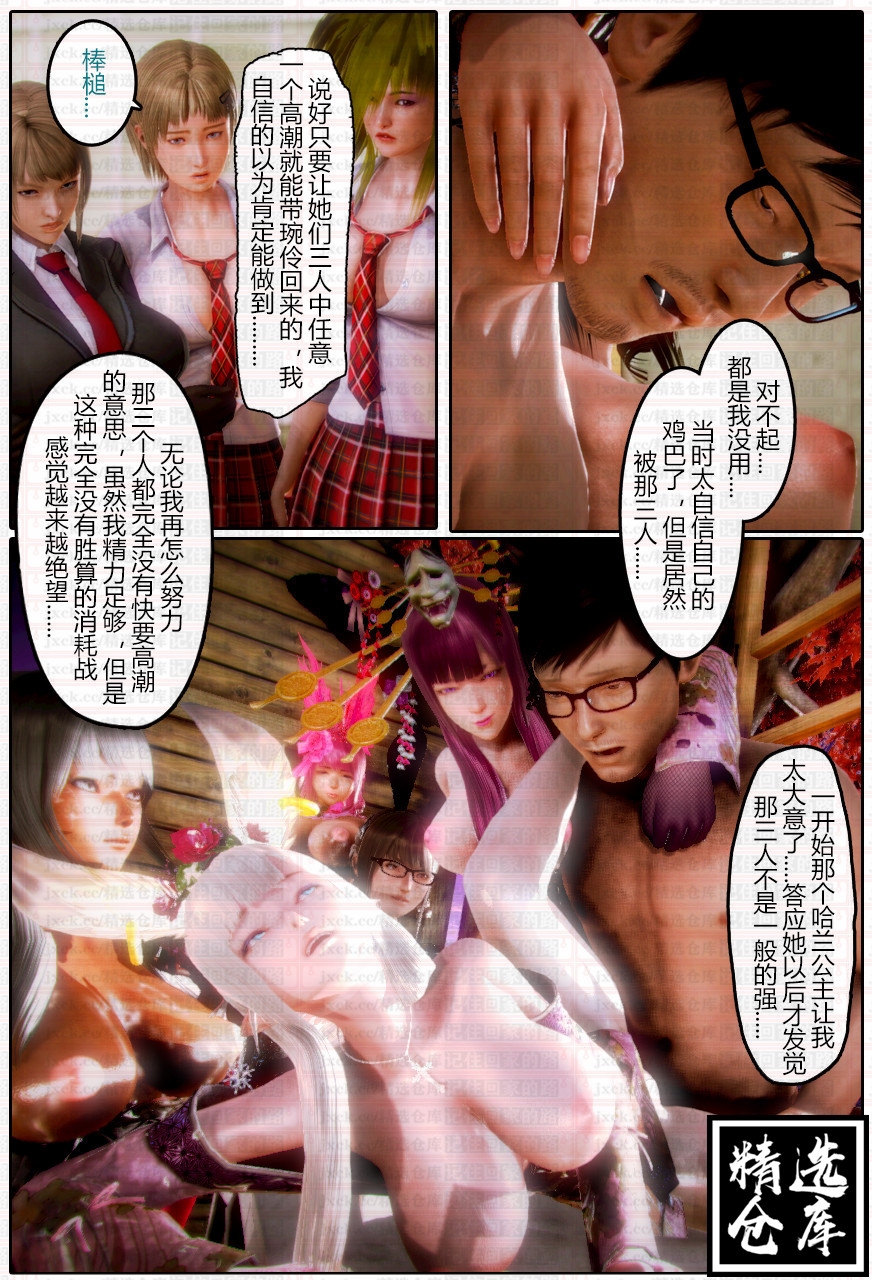 棒槌…
说好只要让她们三人中任意
一个高潮就能带琬伶回来的，我
自信的以为肯定能做到………
对不起…
都是我没用…
当时太自信自己的
鸡巴了，但是居然
被那三人……
无论我再怎么努力
那三个人都完全没有快要高潮
的意思，虽然我精力足够，但是
这种完全没有胜算的消耗战
感觉越来越绝望……
一开始那个哈兰公主让我
太大意了……答应她以后才发觉
那三人不是一般的强……
精选
仓库
jxck.cc/精选仓库